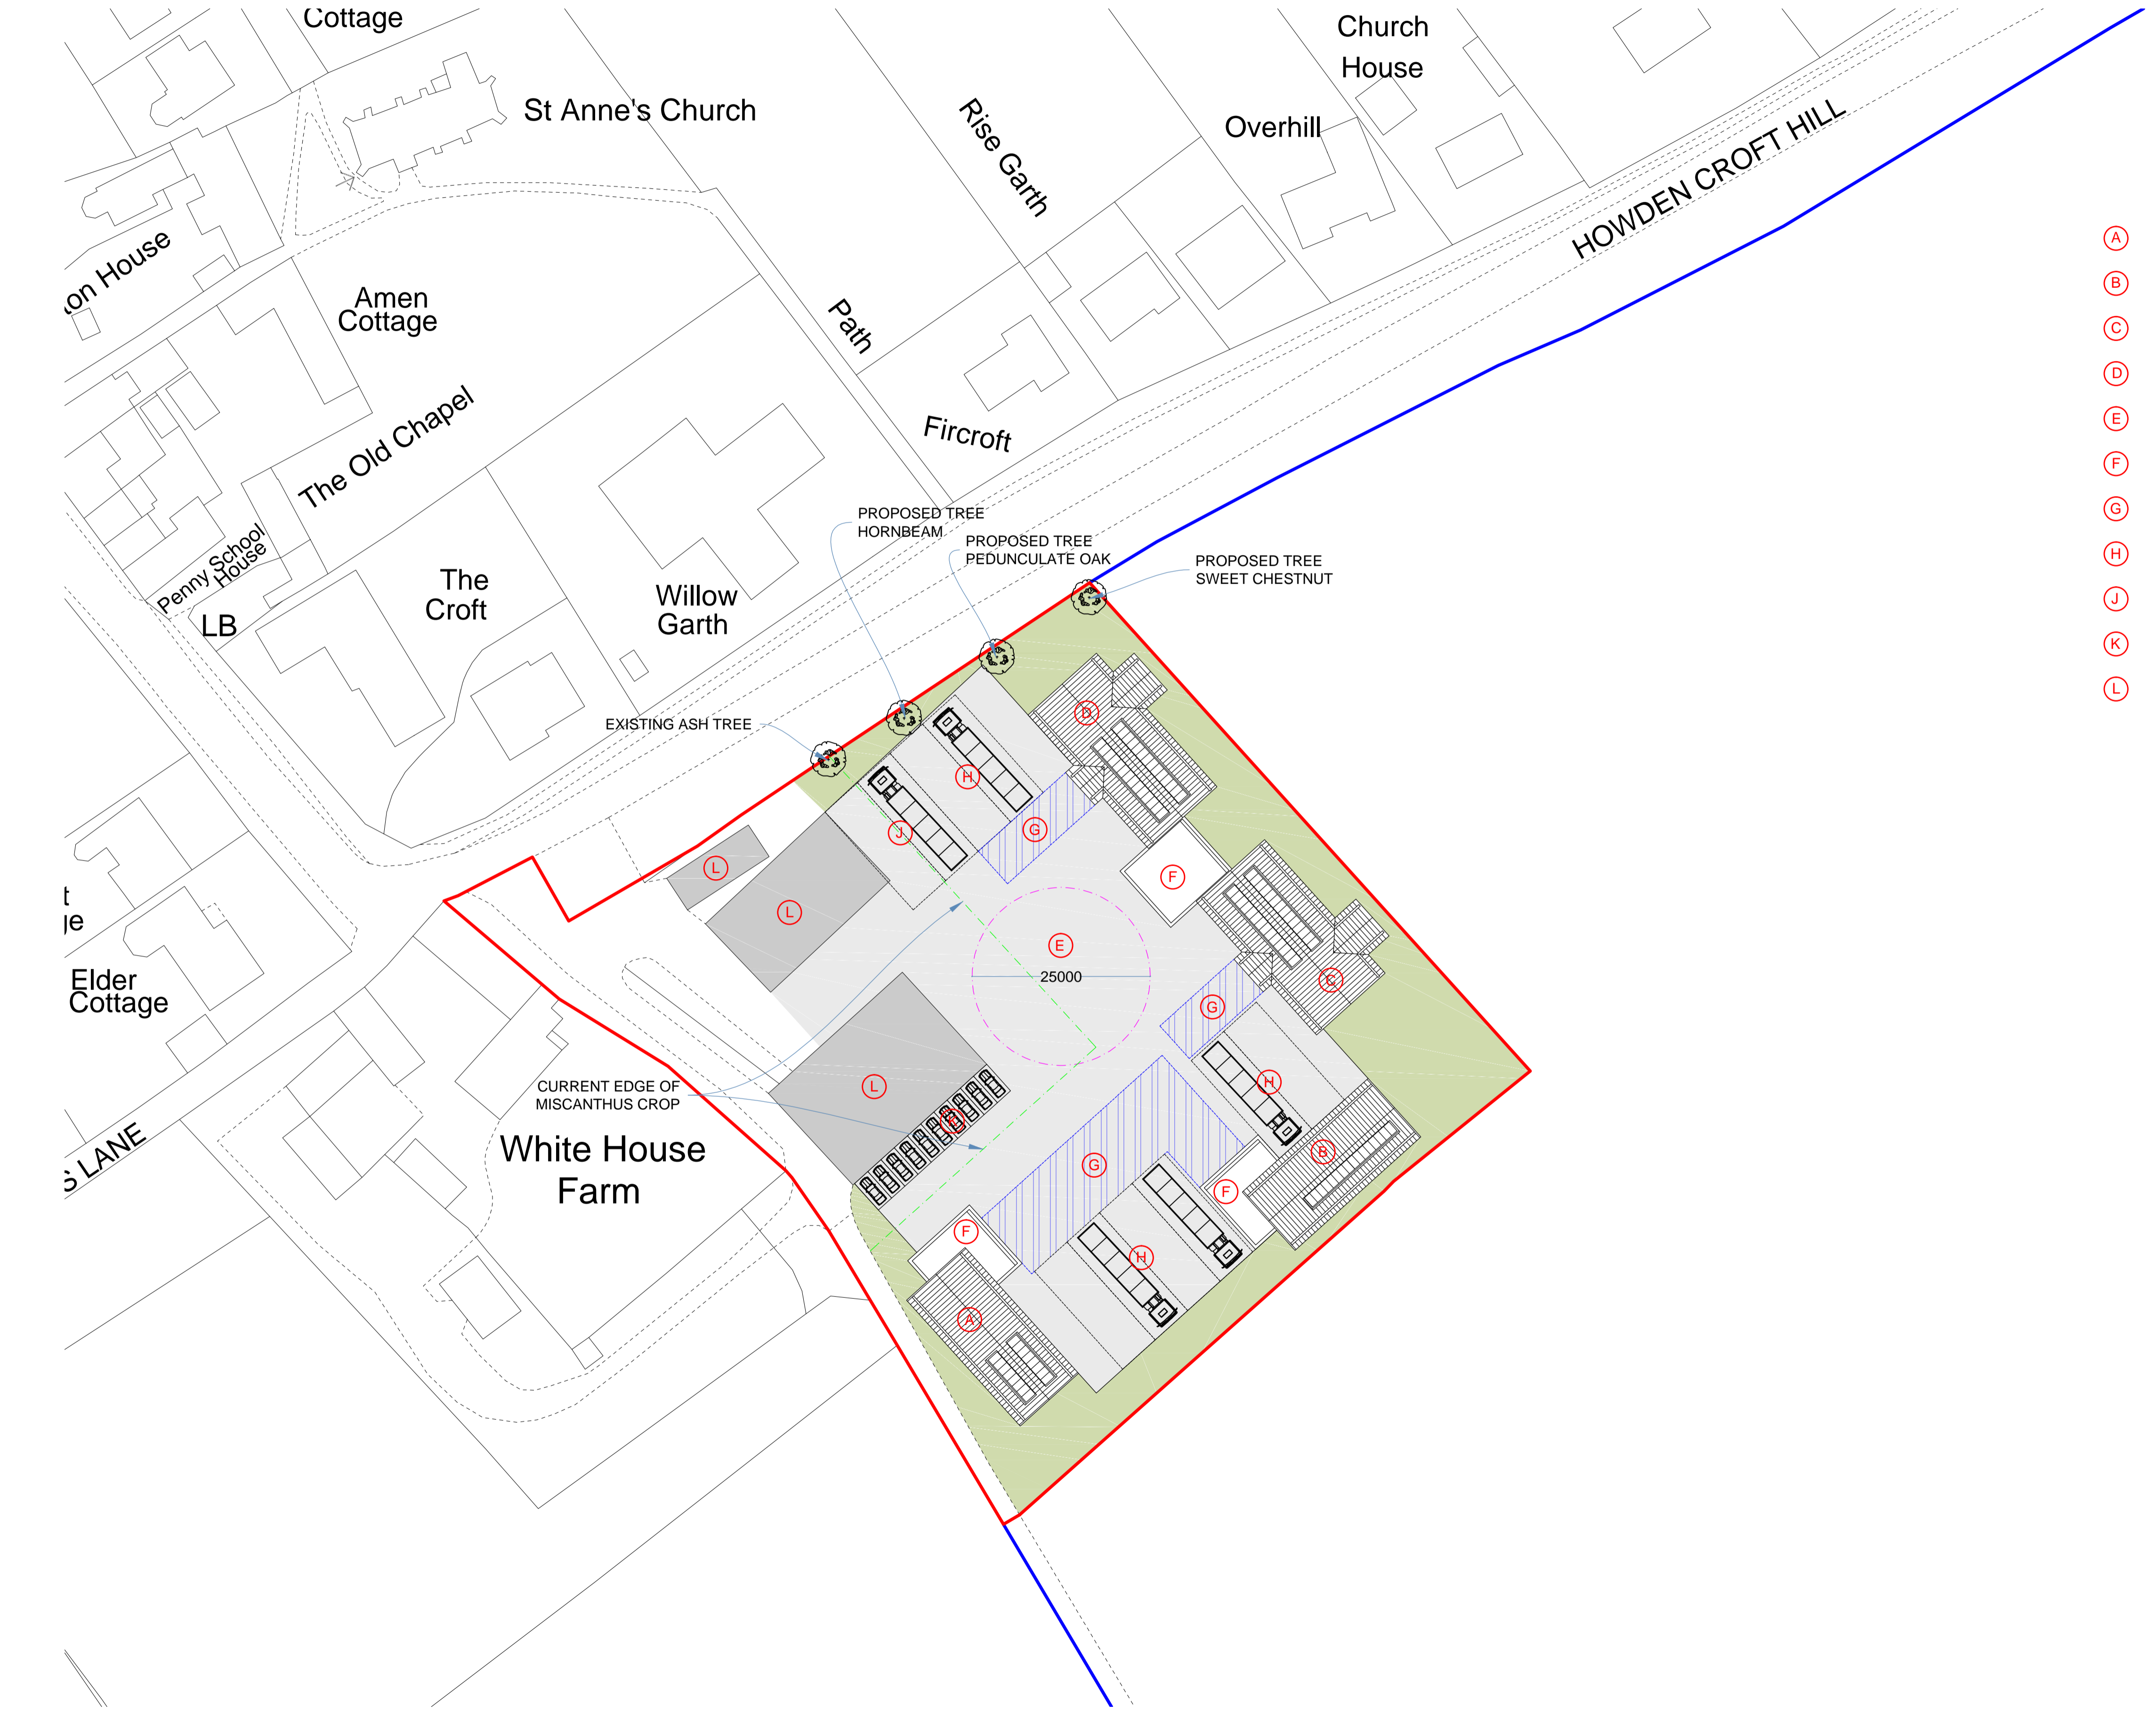 Cottage
St Anne's Church
Church
House
Overhill
Rise Garth
HOWDEN CROFT HILL
on House
Amen
Cottage
Path
The Old Chapel
Fircroft
Penny School
House
LB
The
Croft
Willow
Garth
PROPOSED TREE
HORNBEAM
PROPOSED TREE
PEDUNCULATE OAK
PROPOSED TREE
SWEET CHESTNUT
EXISTING ASH TREE
A
B
C
D
E
F
G
H
J
K
L
D
H
J
G
L
F
L
E
25000
C
G
t
ge
Elder
Cottage
CURRENT EDGE OF
MISCANTHUS CROP
L
H
B
G
F
F
H
A
White House
Farm
S LANE